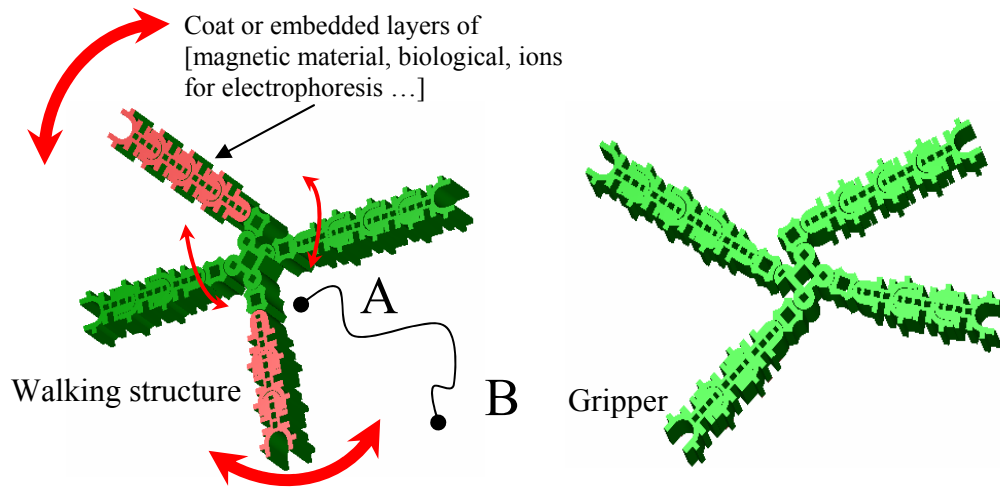 Coat or embedded layers of
[magnetic material, biological, ions
for electrophoresis …]
A
Walking structure
B
Gripper